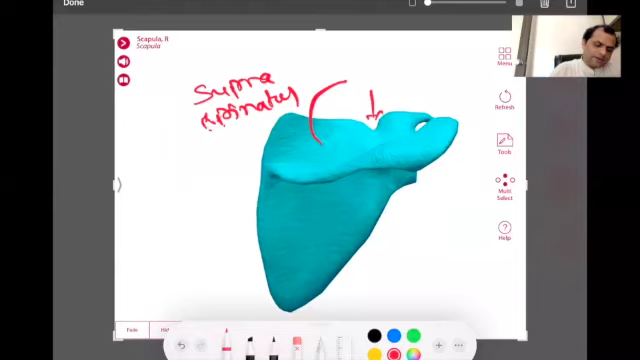 Done
Scapula, R
Scapula
Supra
spinatus
Menu
Refresh
Tools
Multi
Select
Help
Fade